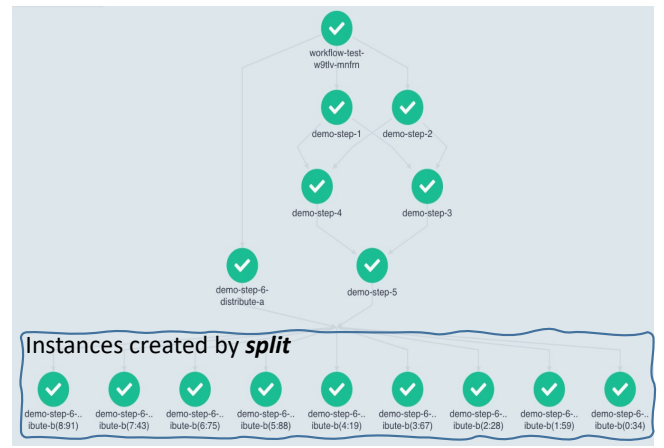 workflow-test-
w9tlv-mnfrn
demo-step-1
demo-step-2
demo-step-4
demo-step-3
demo-step-6-
distribute-a
demo-step-5
Instances created by split
demo-step-6-..
ibute-b(8:91)
demo-step-6-..
ibute-b(7:43)
demo-step-6-..
ibute-b(6:75)
demo-step-6-..
ibute-b(5:88)
demo-step-6-..
ibute-b(4:19)
demo-step-6-..
ibute-b(3:67)
demo-step-6-..
ibute-b(2:28)
demo-step-6-..
ibute-b(1:59)
demo-step-6-..
ibute-b(0:34)